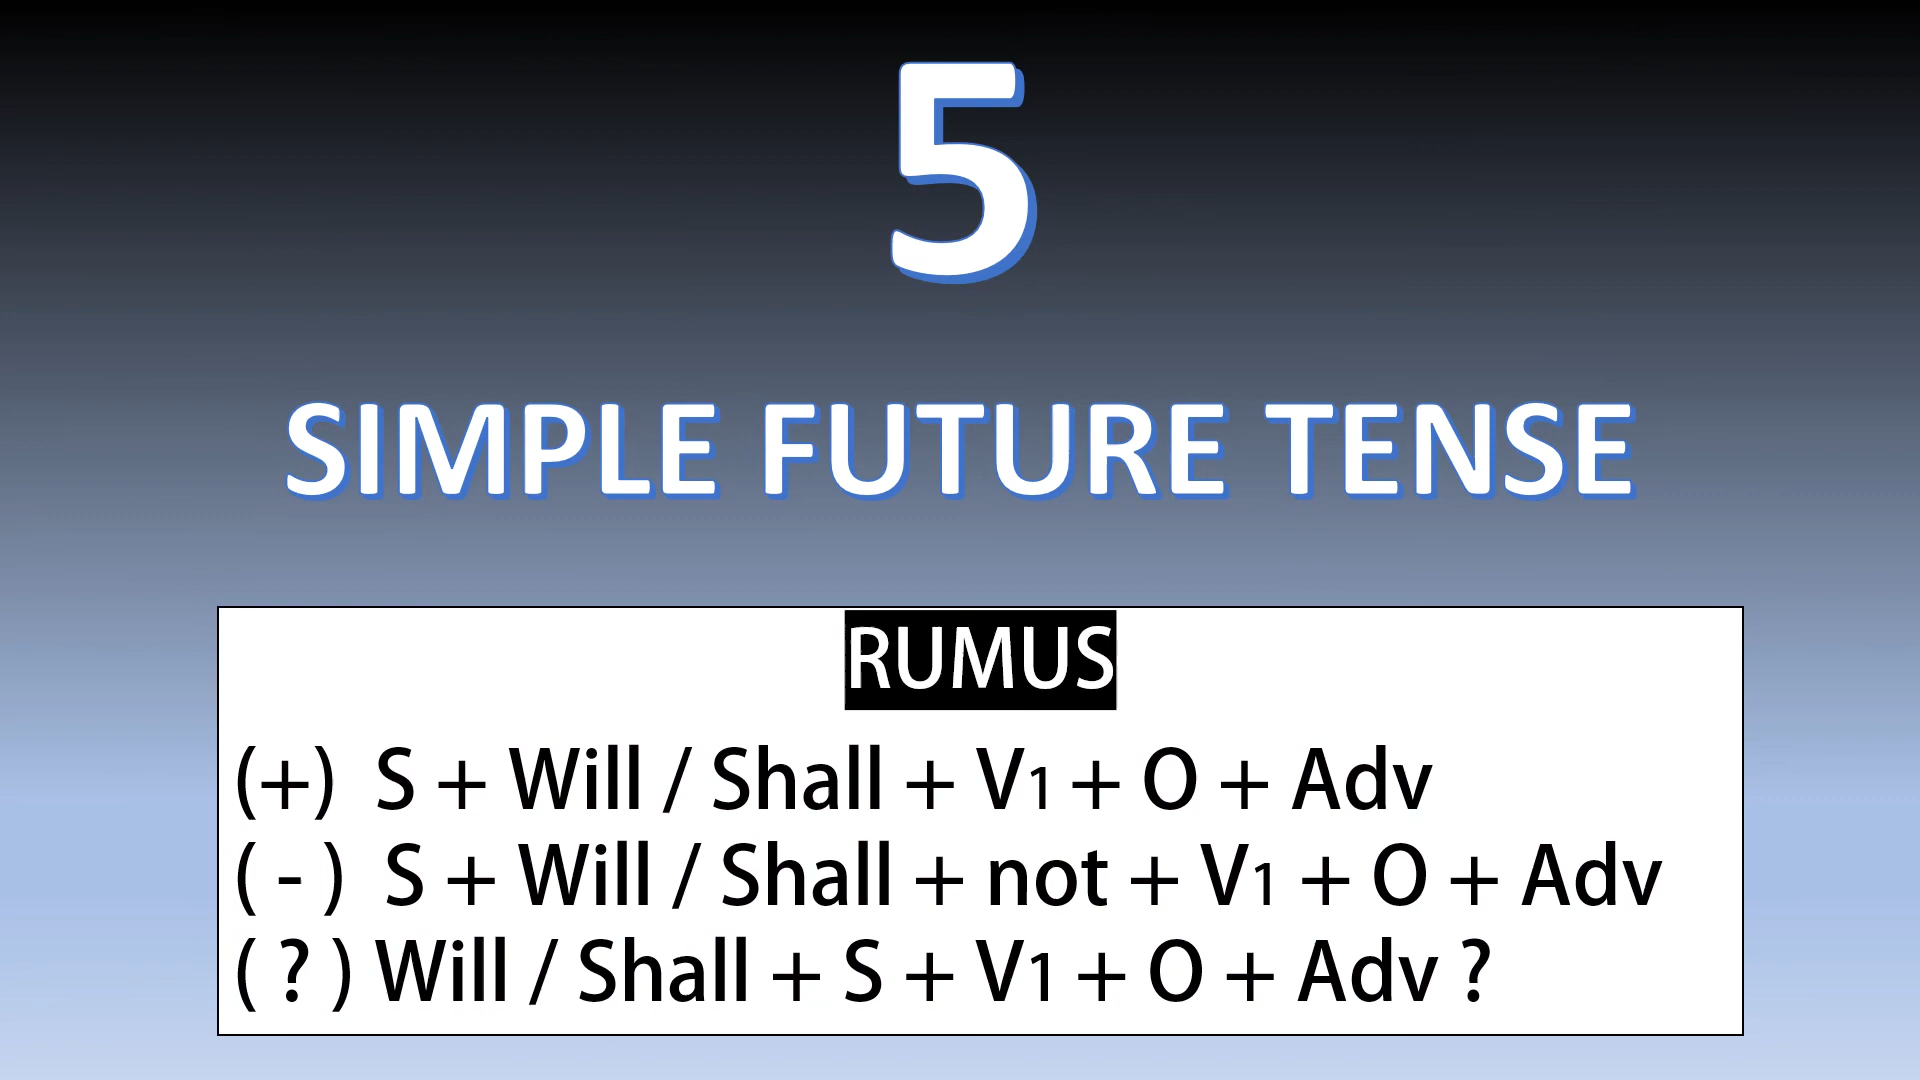 5
SIMPLE FUTURE TENSE
RUMUS
(+) S + Will / Shall + V1 + O + Adv
( - ) S + Will / Shall + not + V1 + O + Adv
( ? ) Will / Shall + S + V1 + O + Adv ?